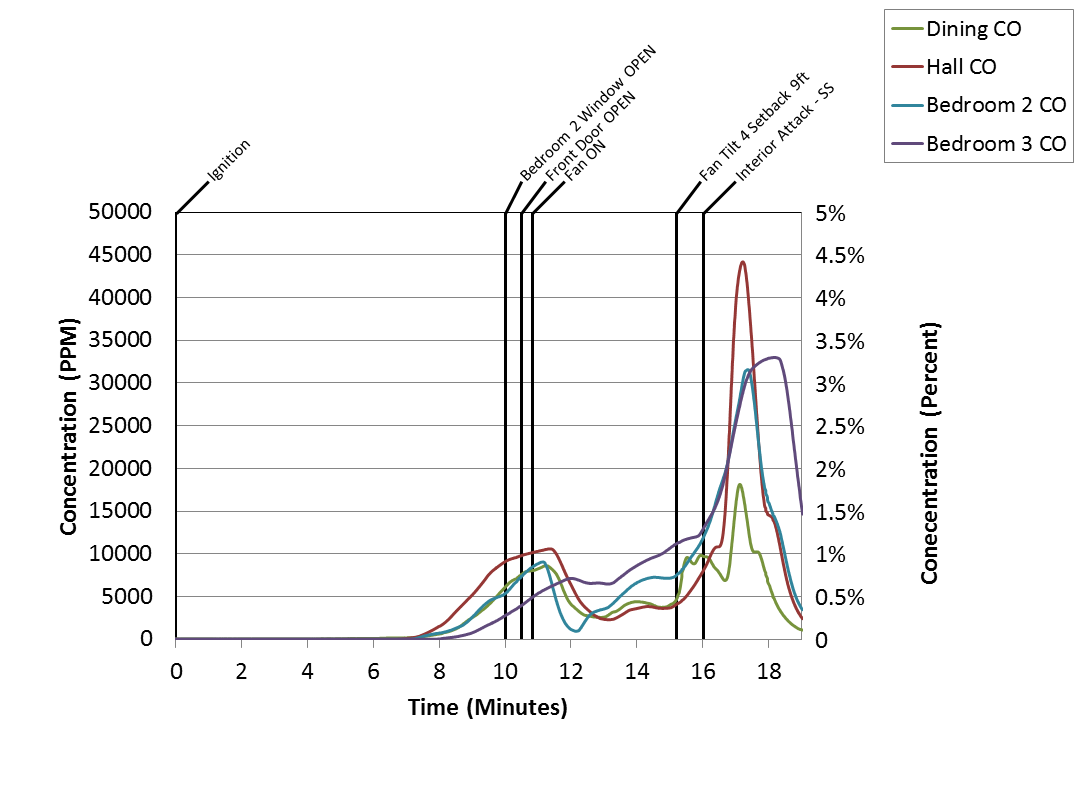 Dining CO
Hall CO
Bedroom 2 CO
Bedroom 3 CO
Ignition
Bedroom 2 Window OPEN
Front Door OPEN
Fan ON
Fan Tilt 4 Setback 9ft
Interior Attack - SS
50000
45000
40000
35000
30000
25000
20000
15000
10000
5000
0
Concentration (PPM)
5%
4.5%
4%
3.5%
3%
2.5%
2%
1.5%
1%
0.5%
0
Conecentration (Percent)
0 2 4 6 8 10 12 14 16 18
Time (Minutes)